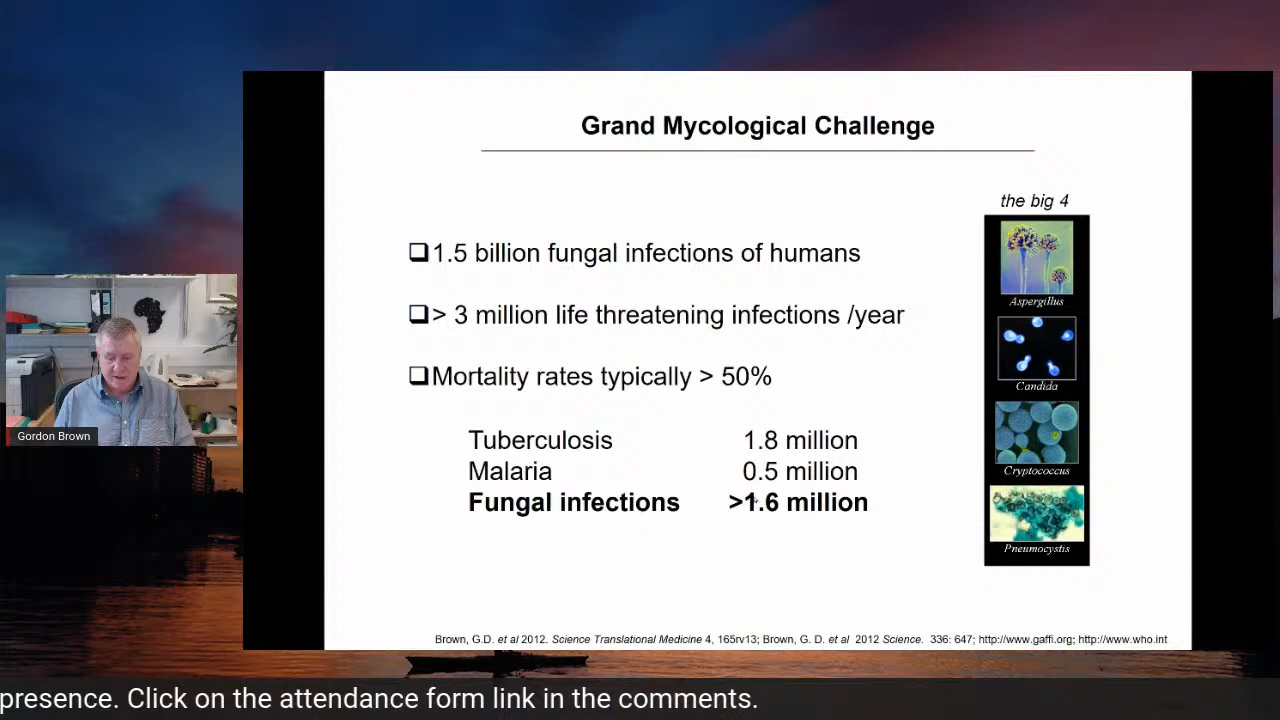 Grand Mycological Challenge
the big 4
❑1.5 billion fungal infections of humans
❑> 3 million life threatening infections /year
❑Mortality rates typically > 50%
Tuberculosis 1.8 million
Malaria 0.5 million
Fungal infections >1.6 million
Aspergillus
Candida
Cryptococcus
Pneumocystis
Brown, G.D. et al 2012. Science Translational Medicine 4, 165rv13; Brown, G. D. et al 2012 Science. 336: 647; http://www.gaffi.org; http://www.who.int
Gordon Brown
presence. Click on the attendance form link in the comments.